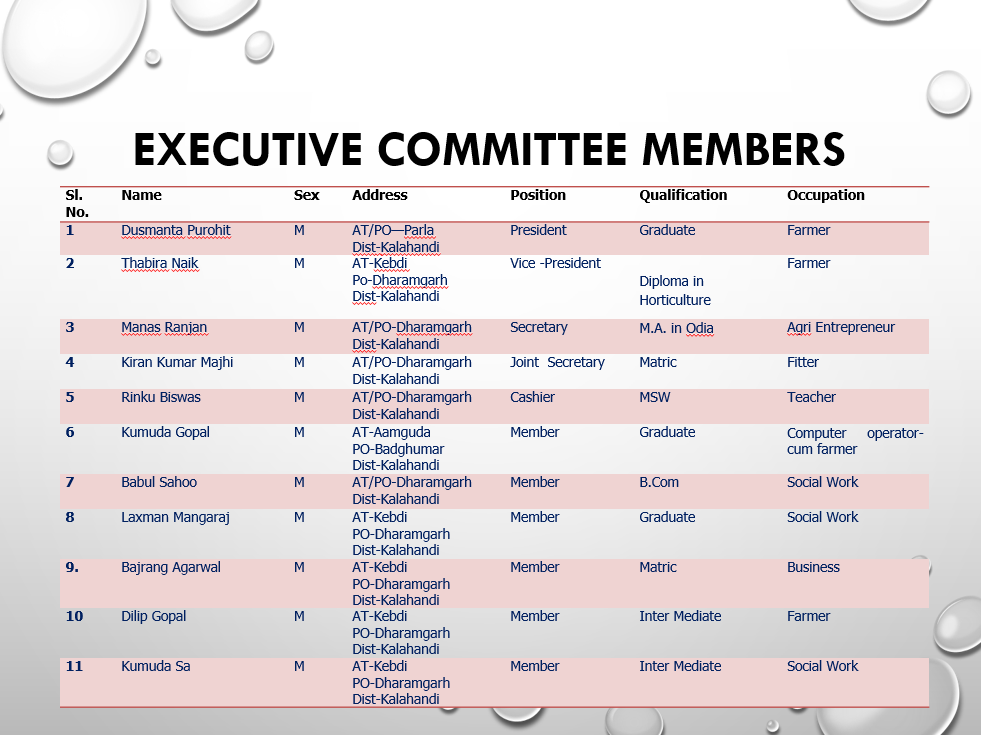 EXECUTIVE COMMITTEE MEMBERS
Sl. No. Name Sex Address Position Qualification Occupation
1 Dusmanta Purohit M AT/PO—Parla Dist-Kalahandi President Graduate Farmer
2 Thabira Naik M AT-Kebdi Po-Dharamgarh Dist-Kalahandi Vice -President Diploma in Horticulture Farmer
3 Manas Ranjan M AT/PO-Dharamgarh Dist-Kalahandi Secretary M.A. in Odia Agri Entrepreneur
4 Kiran Kumar Majhi M AT/PO-Dharamgarh Dist-Kalahandi Joint Secretary Matric Fitter
5 Rinku Biswas M AT/PO-Dharamgarh Dist-Kalahandi Cashier MSW Teacher
6 Kumuda Gopal M AT-Aamguda PO-Badghumar Dist-Kalahandi Member Graduate Computer operator-cum farmer
7 Babul Sahoo M AT/PO-Dharamgarh Dist-Kalahandi Member B.Com Social Work
8 Laxman Mangaraj M AT-Kebdi PO-Dharamgarh Dist-Kalahandi Member Graduate Social Work
9. Bajrang Agarwal M AT-Kebdi PO-Dharamgarh Dist-Kalahandi Member Matric Business
10 Dilip Gopal M AT-Kebdi PO-Dharamgarh Dist-Kalahandi Member Inter Mediate Farmer
11 Kumuda Sa M AT-Kebdi PO-Dharamgarh Dist-Kalahandi Member Inter Mediate Social Work